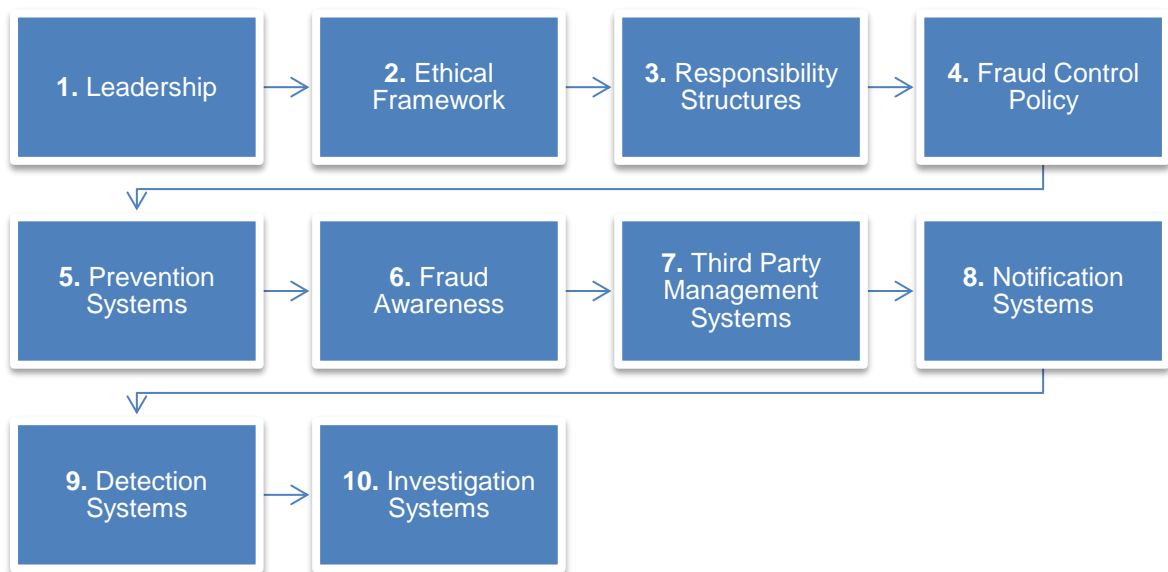 1. Leadership
2. Ethical
Framework
3. Responsibility
Structures
4. Fraud Control
Policy
5. Prevention
Systems
6. Fraud
Awareness
7. Third Party
Management
Systems
8. Notification
Systems
9. Detection
Systems
10. Investigation
Systems